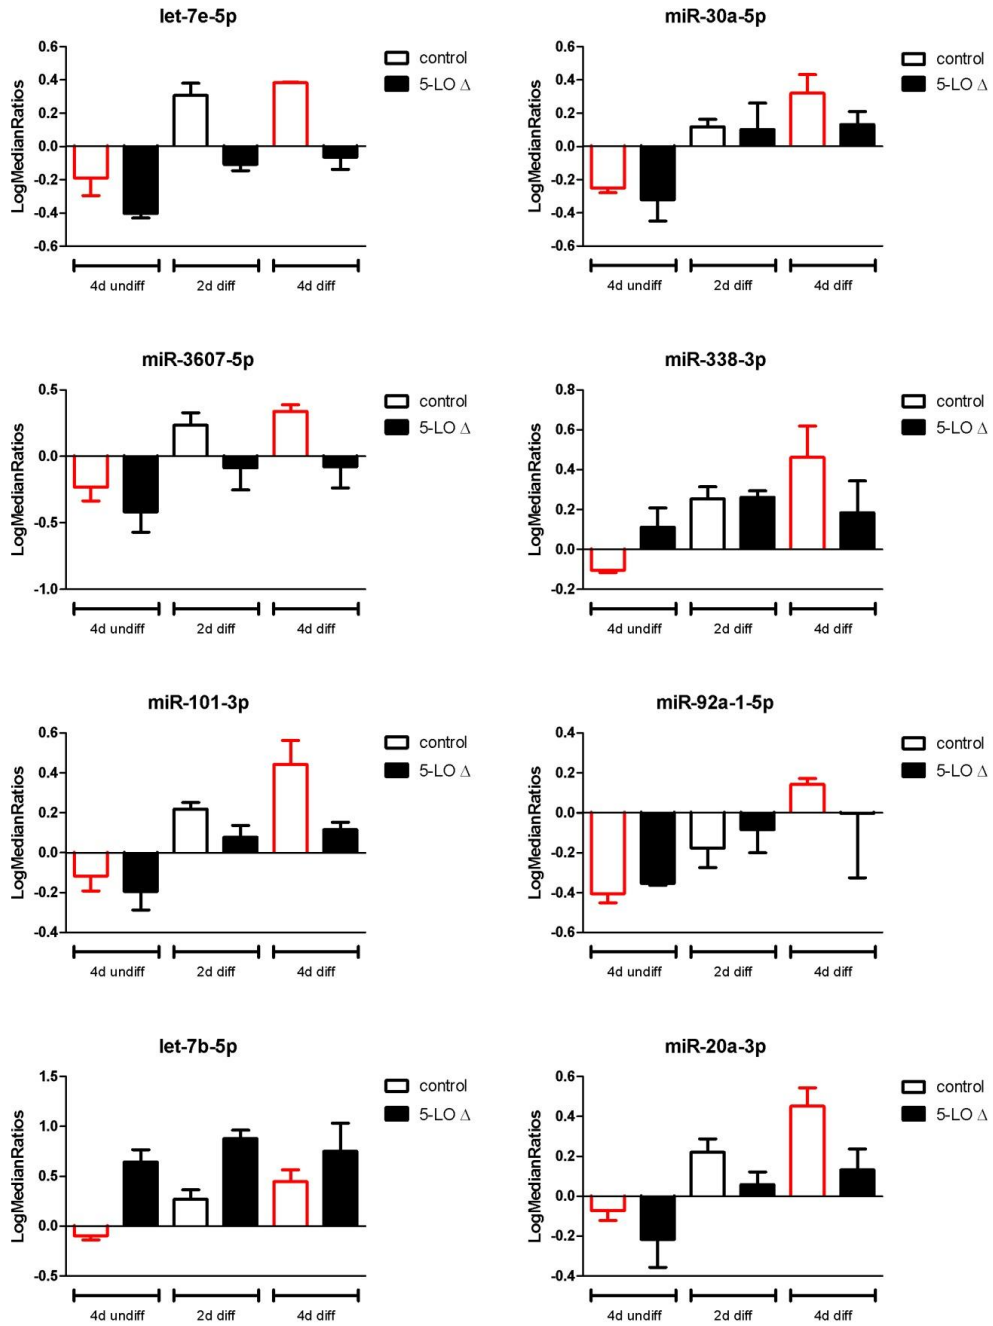 let-7e-5p
LogMedianRatios
0.6
0.4
0.2
0.0
-0.2
-0.4
-0.6
4d undiff 2d diff 4d diff
control
5-LO Δ
miR-30a-5p
LogMedianRatios
0.6
0.4
0.2
0.0
-0.2
-0.4
-0.6
4d undiff 2d diff 4d diff
control
5-LO Δ
miR-3607-5p
LogMedianRatios
0.5
0.0
-0.5
-1.0
4d undiff 2d diff 4d diff
control
5-LO Δ
miR-338-3p
LogMedianRatios
0.8
0.6
0.4
0.2
0.0
-0.2
4d undiff 2d diff 4d diff
control
5-LO Δ
miR-101-3p
LogMedianRatios
0.6
0.4
0.2
0.0
-0.2
-0.4
4d undiff 2d diff 4d diff
control
5-LO Δ
miR-92a-1-5p
LogMedianRatios
0.4
0.2
0.0
-0.2
-0.4
-0.6
4d undiff 2d diff 4d diff
control
5-LO Δ
let-7b-5p
LogMedianRatios
1.5
1.0
0.5
0.0
-0.5
4d undiff 2d diff 4d diff
control
5-LO Δ
miR-20a-3p
LogMedianRatios
0.6
0.4
0.2
0.0
-0.2
-0.4
4d undiff 2d diff 4d diff
control
5-LO Δ